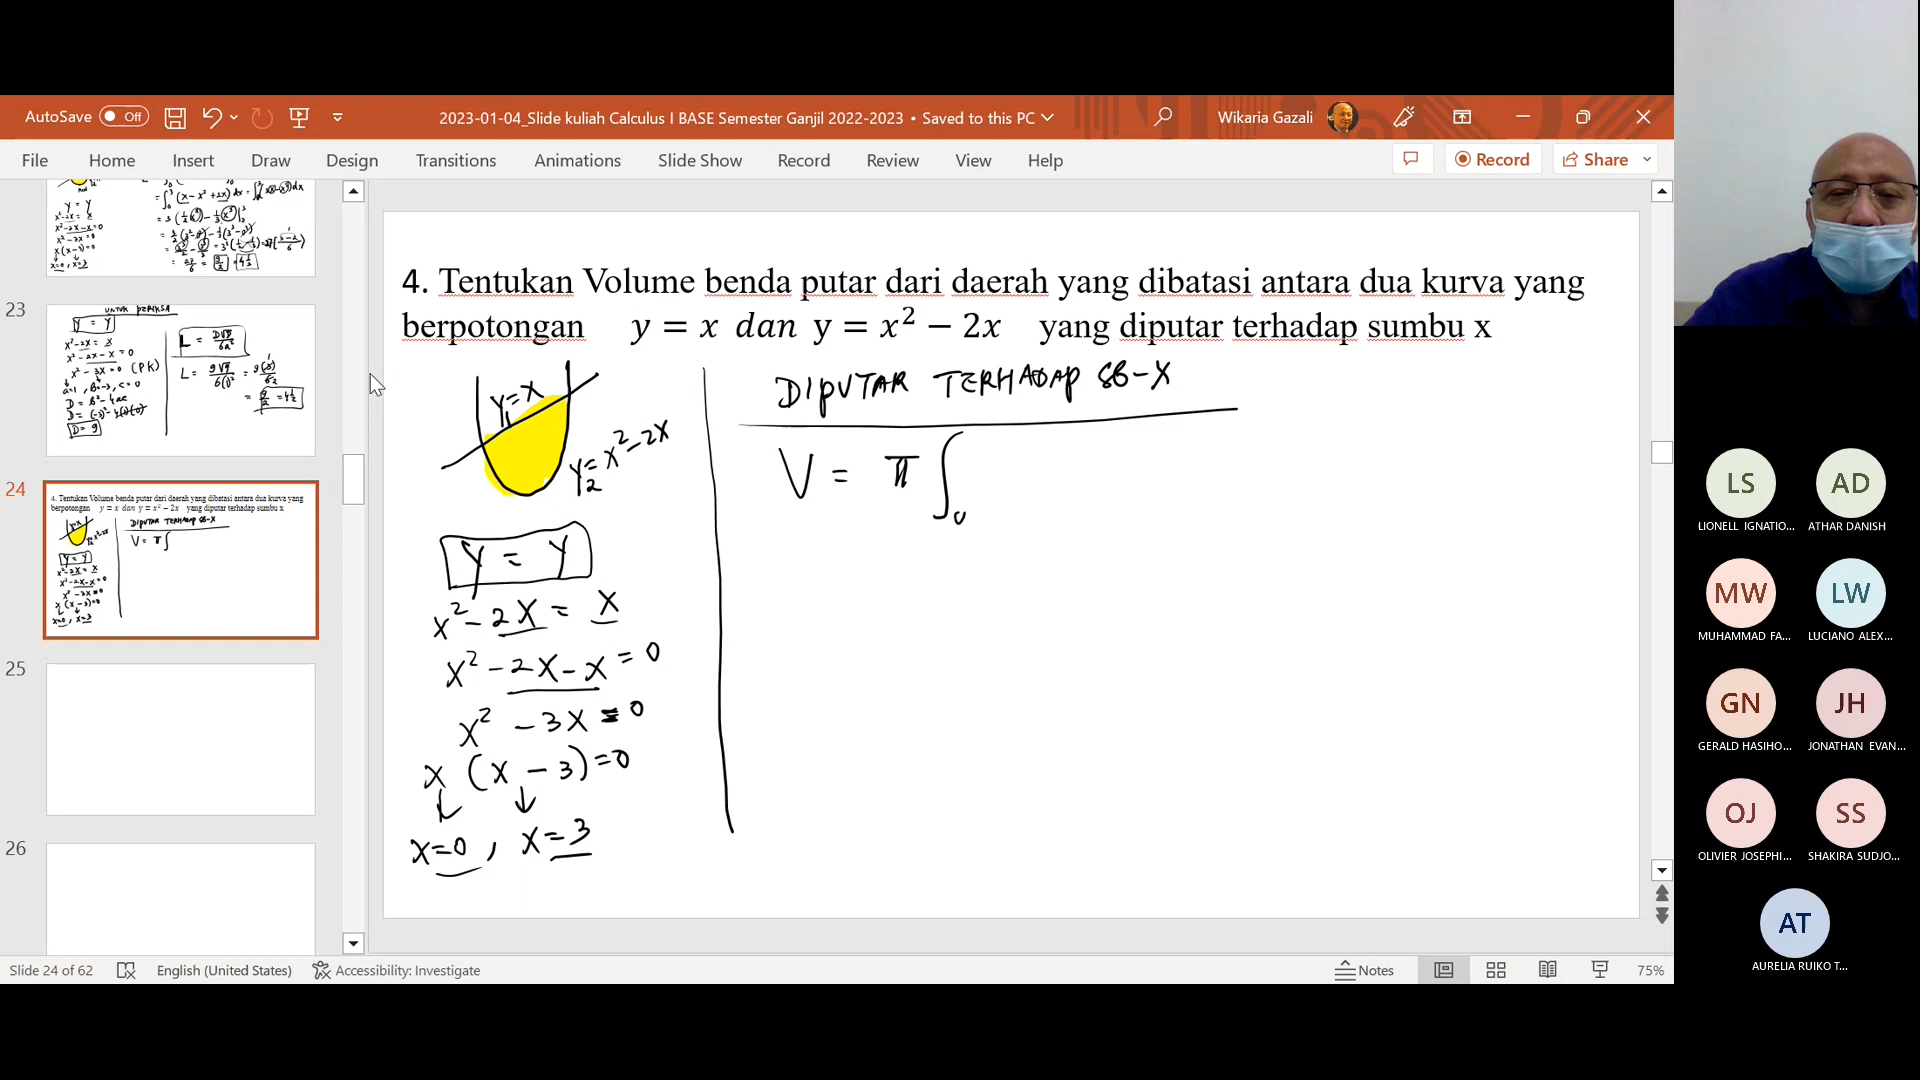 AutoSave Off 2023-01-04_Slide kuliah Calculus I BASE Semester Ganjil 2022-2023 • Saved to this PC Wikaria Gazali
File Home Insert Draw Design Transitions Animations Slide Show Record Review View Help Record Share
23
24
25
26
4. Tentukan Volume benda putar dari daerah yang dibatasi antara dua kurva yang
berpotongan y = x dan y = x² − 2x yang diputar terhadap sumbu x
DIPUTAR TERHADAP SB-X
V = π ∫₀
y₁=x
y₂=x²-2x
y = y
x² - 2x = x
x² - 2x - x = 0
x² - 3x = 0
x (x - 3) = 0
x=0, x=3
LS
LIONELL IGNATIO...
AD
ATHAR DANISH
MW
MUHAMMAD FA...
LW
LUCIANO ALEX...
GN
GERALD HASIHO...
JH
JONATHAN EVAN...
OJ
OLIVIER JOSEPHI...
SS
SHAKIRA SUDJO...
AT
AURELIA RUIKO T...
Slide 24 of 62 English (United States) Accessibility: Investigate Notes 75%